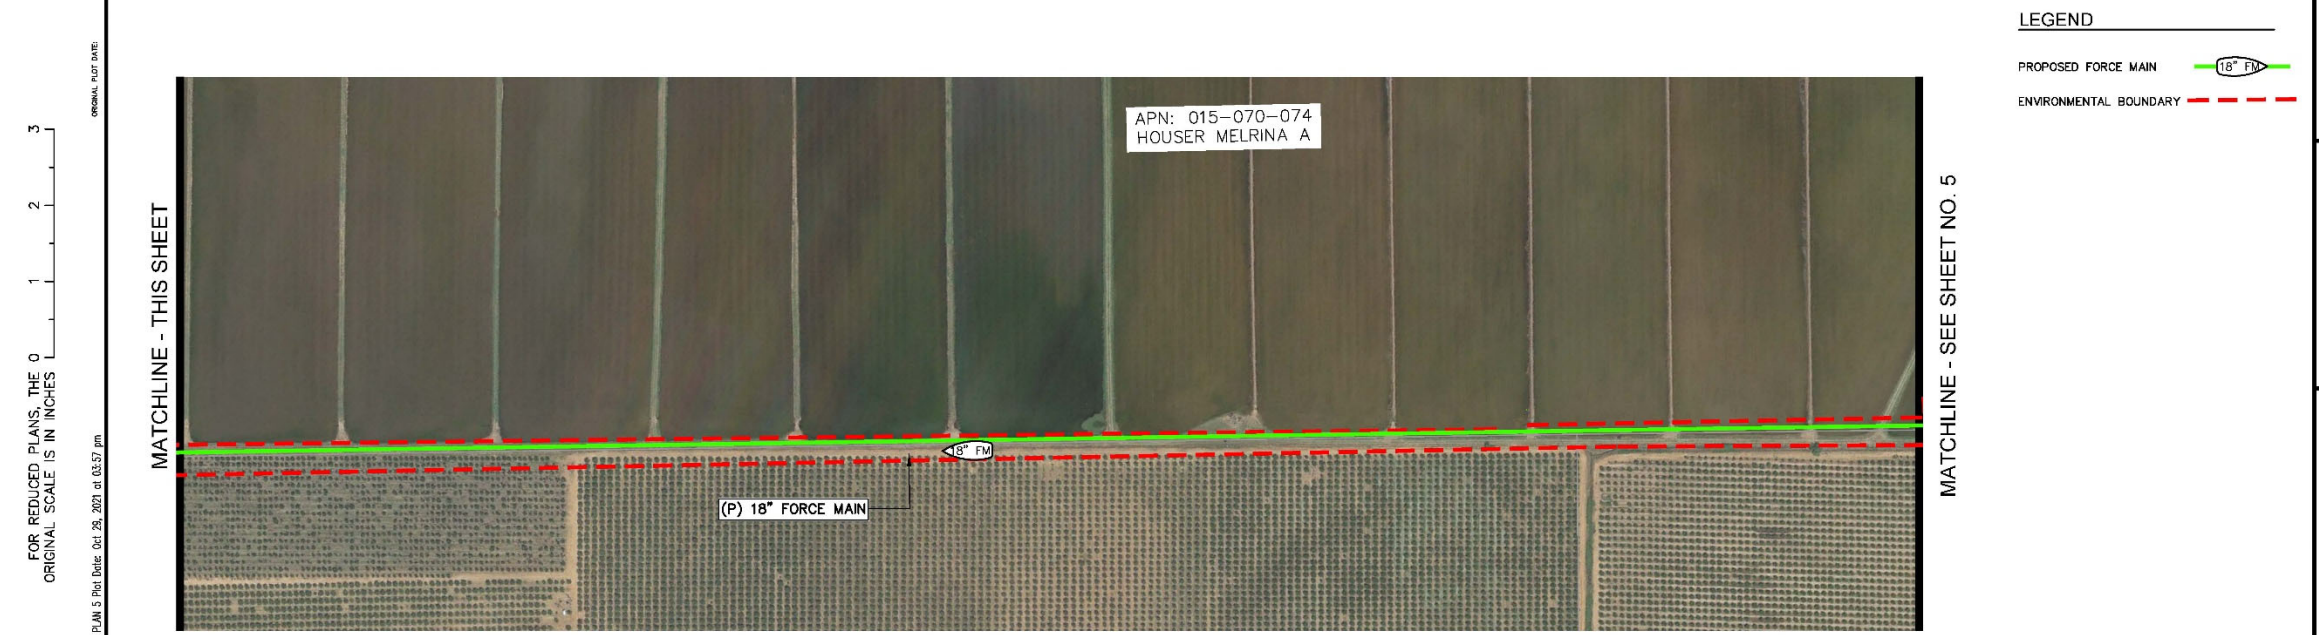 LEGEND
PROPOSED FORCE MAIN
18" FM
ENVIRONMENTAL BOUNDARY
ORIGINAL PLOT DATE:
APN: 015-070-074
HOUSER MELRINA A
MATCHLINE - THIS SHEET
MATCHLINE - SEE SHEET NO. 5
18" FM
(P) 18" FORCE MAIN
0 1 2 3
FOR REDUCED PLANS, THE
ORIGINAL SCALE IS IN INCHES
PLAN 5 Plot Date: Oct 29, 2021 at 03:57 pm